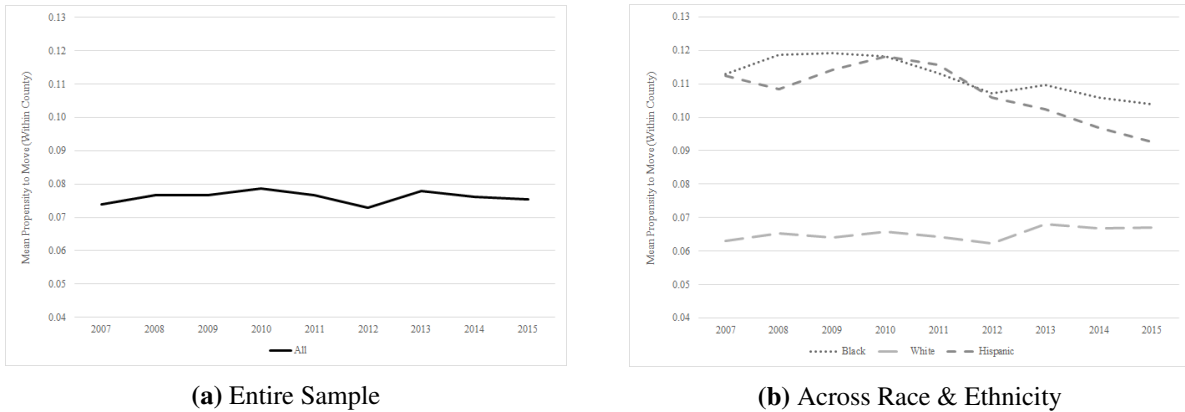 Mean Propensity to Move (Within County)
0.13
0.12
0.11
0.10
0.09
0.08
0.07
0.06
0.05
0.04
2007 2008 2009 2010 2011 2012 2013 2014 2015
All
(a) Entire Sample
Mean Propensity to Move (Within County)
0.13
0.12
0.11
0.10
0.09
0.08
0.07
0.06
0.05
0.04
2007 2008 2009 2010 2011 2012 2013 2014 2015
Black White Hispanic
(b) Across Race & Ethnicity